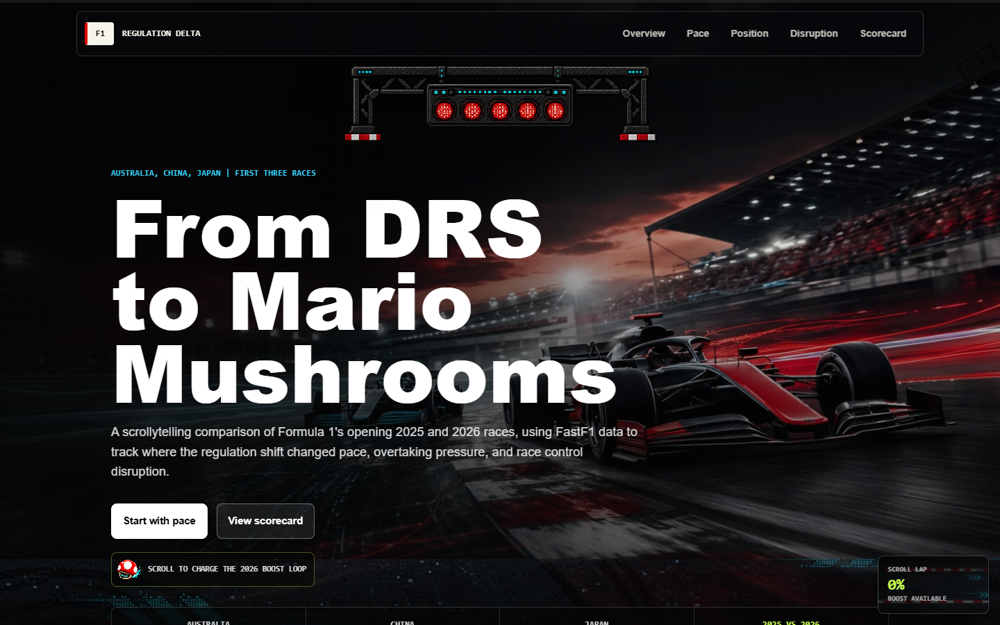 F1 REGULATION DELTA
Overview Pace Position Disruption Scorecard
AUSTRALIA, CHINA, JAPAN | FIRST THREE RACES
From DRS
to Mario
Mushrooms
A scrollytelling comparison of Formula 1's opening 2025 and 2026 races, using FastF1 data to
track where the regulation shift changed pace, overtaking pressure, and race control
disruption.
Start with pace View scorecard
SCROLL TO CHARGE THE 2026 BOOST LOOP
SCROLL LAP
0%
BOOST AVAILABLE
AUSTRALIA CHINA JAPAN 2025 VS 2026